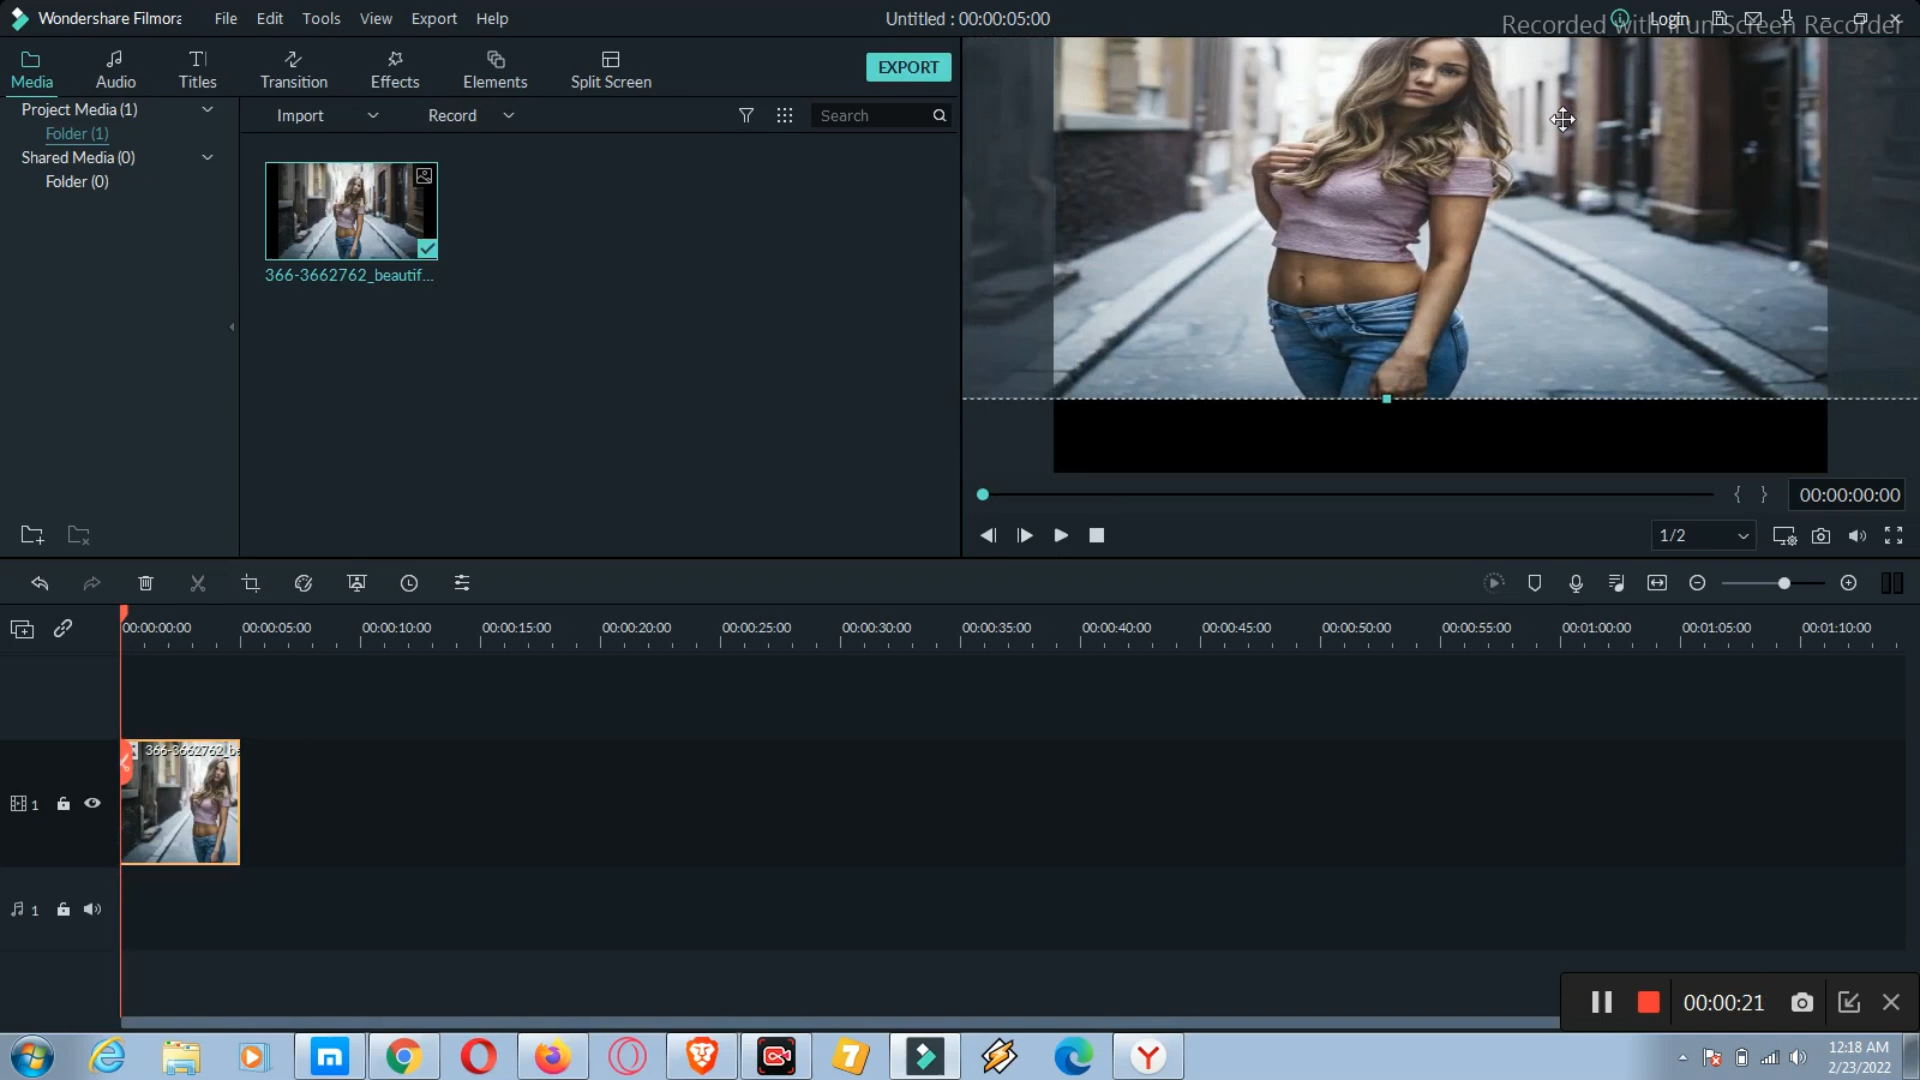 Wondershare Filmora File Edit Tools View Export Help Untitled : 00:00:05:00 Login
Recorded with iFun Screen Recorder
Media Audio Titles Transition Effects Elements Split Screen EXPORT
Project Media (1) Import Record Search
Folder (1)
Shared Media (0)
Folder (0)
366-3662762_beautif...
{ } 00:00:00:00
1/2
00:00:00:00 00:00:05:00 00:00:10:00 00:00:15:00 00:00:20:00 00:00:25:00 00:00:30:00 00:00:35:00 00:00:40:00 00:00:45:00 00:00:50:00 00:00:55:00 00:01:00:00 00:01:05:00 00:01:10:00
366-3662762_be
1
1
00:00:21
12:18 AM
2/23/2022